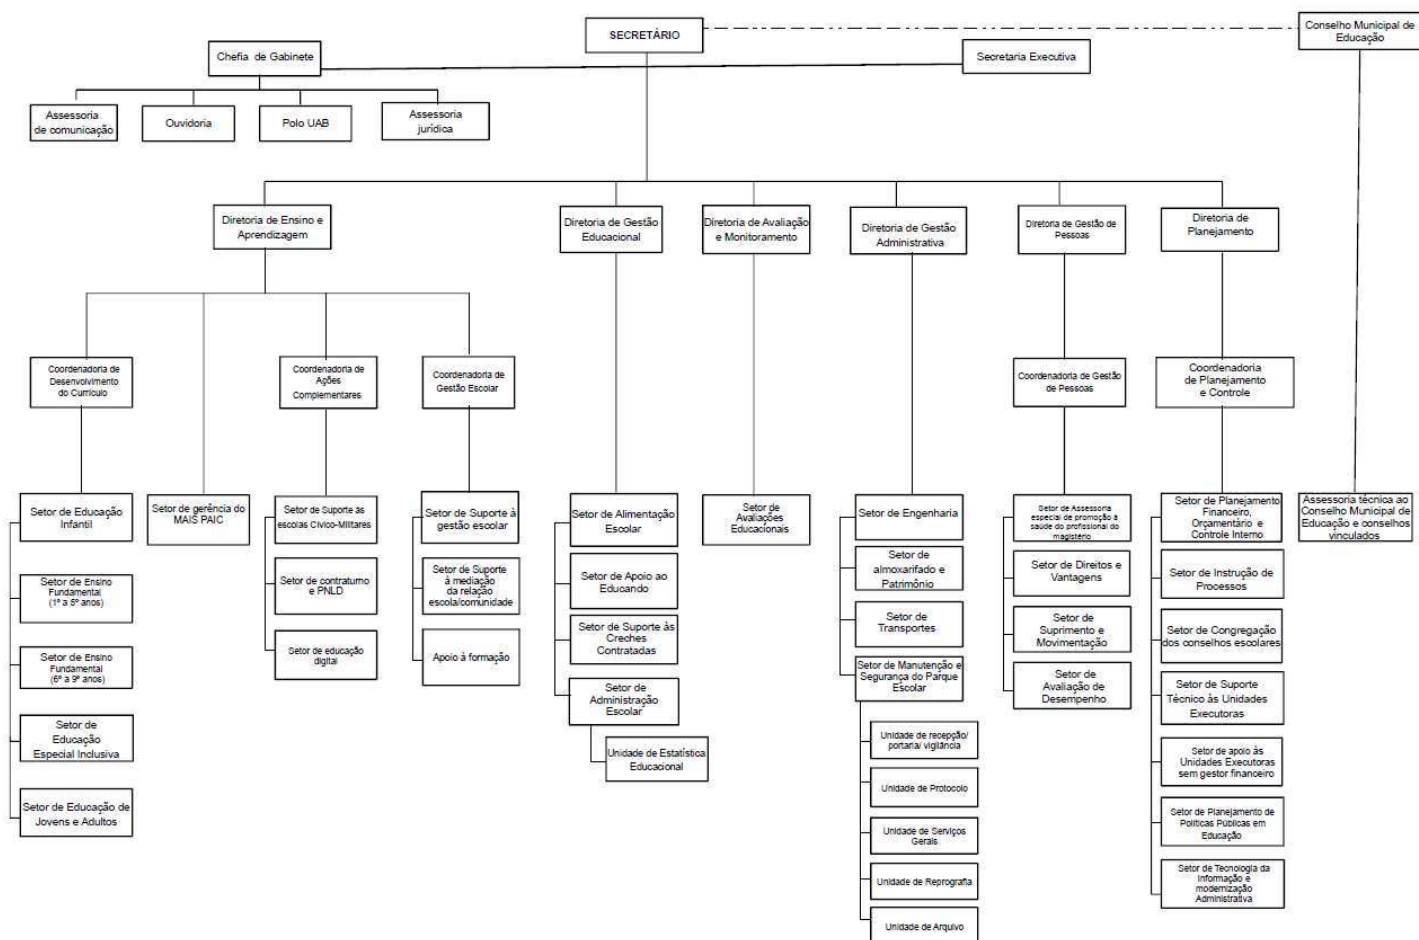 SECRETÁRIO
Conselho Municipal de
Educação
Chefia de Gabinete
Secretaria Executiva
Assessoria
de comunicação
Ouvidoria
Polo UAB
Assessoria
jurídica
Diretoria de Ensino e
Aprendizagem
Diretoria de Gestão
Educacional
Diretoria de Avaliação
e Monitoramento
Diretoria de Gestão
Administrativa
Diretoria de Gestão de
Pessoas
Diretoria de
Planejamento
Coordenadoria de
Desenvolvimento
do Currículo
Coordenadoria de
Ações
Complementares
Coordenadoria de
Gestão Escolar
Coordenadoria de Gestão
de Pessoas
Coordenadoria
de Planejamento
e Controle
Setor de Educação
Infantil
Setor de Ensino
Fundamental
(1º a 5º anos)
Setor de Ensino
Fundamental
(6º a 9º anos)
Setor de
Educação
Especial Inclusiva
Setor de Educação de
Jovens e Adultos
Setor de gerência do
MAIS PAIC
Setor de Suporte às
escolas Cívico-Militares
Setor de contraturno
e PNLD
Setor de educação
digital
Setor de Suporte à
gestão escolar
Setor de Suporte
à mediação
da relação
escola/comunidade
Apoio à formação
Setor de Alimentação
Escolar
Setor de Apoio ao
Educando
Setor de Suporte às
Creches
Contratadas
Setor de
Administração
Escolar
Unidade de Estatística
Educacional
Setor de
Avaliações
Educacionais
Setor de Engenharia
Setor de
almoxarifado e
Patrimônio
Setor de
Transportes
Setor de Manutenção e
Segurança do Parque
Escolar
Unidade de recepção/
portaria/ vigilância
Unidade de Protocolo
Unidade de Serviços
Gerais
Unidade de Reprografia
Unidade de Arquivo
Setor de Assessoria
especial de promoção à
saúde do profissional do
magistério
Setor de Direitos e
Vantagens
Setor de
Suprimento e
Movimentação
Setor de
Avaliação de
Desempenho
Setor de Planejamento
Financeiro,
Orçamentário e
Controle Interno
Setor de Instrução de
Processos
Setor de Congregação
dos conselhos escolares
Setor de Suporte
Técnico às Unidades
Executoras
Setor de apoio às
Unidades Executoras
sem gestor financeiro
Setor de Planejamento de
Políticas Públicas em
Educação
Setor de Tecnologia da
Informação e
modernização
Administrativa
Assessoria técnica ao
Conselho Municipal de
Educação e conselhos
vinculados